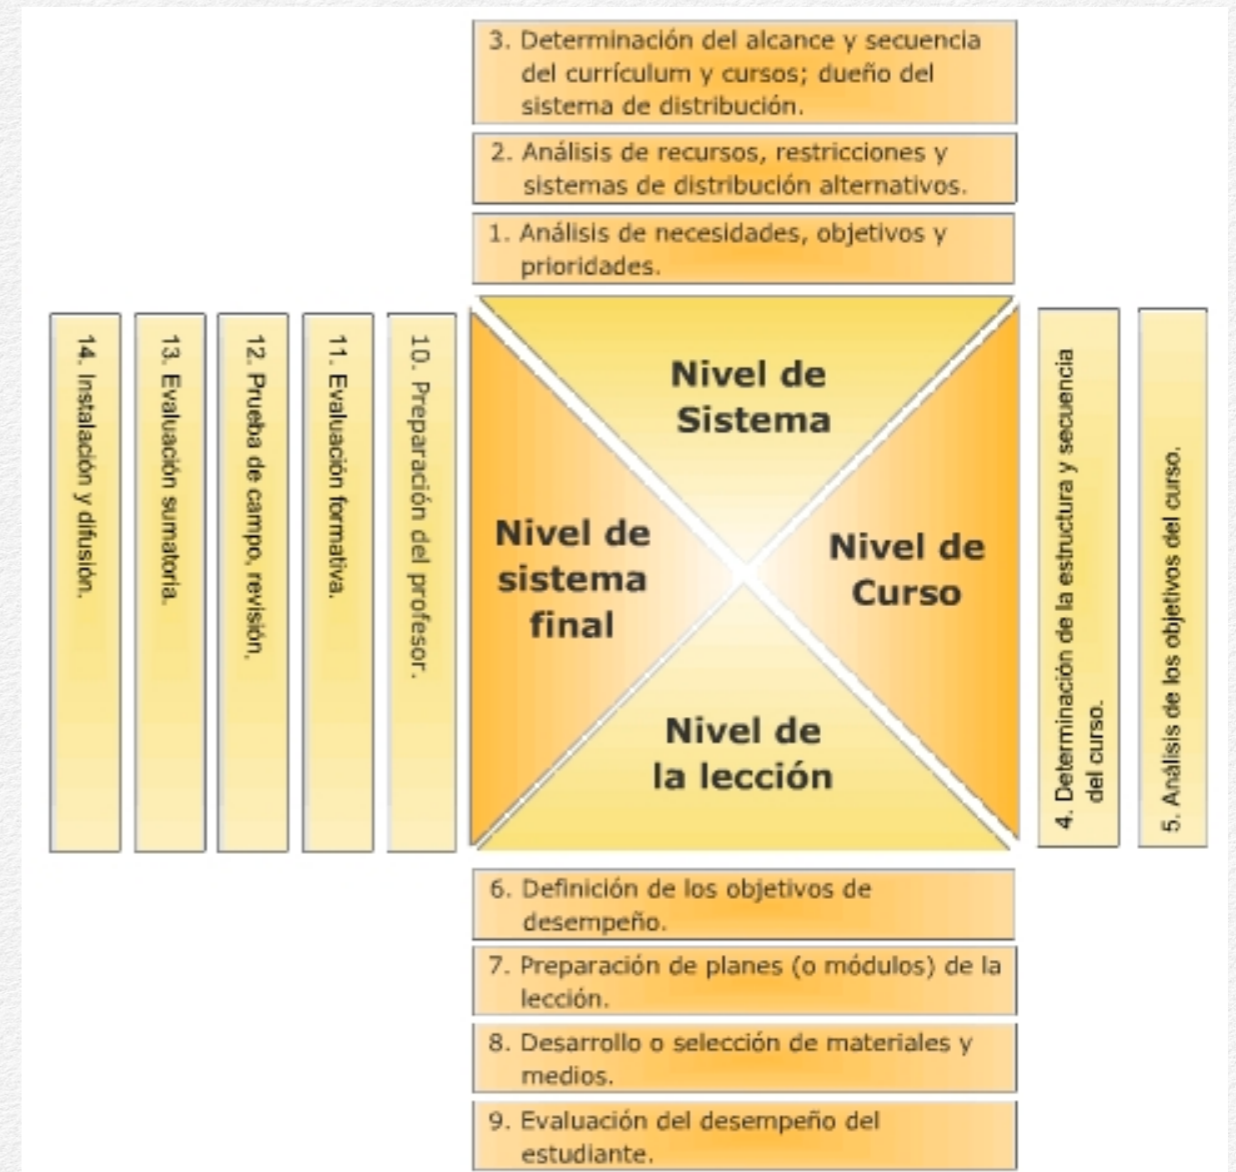 3. Determinación del alcance y secuencia
del currículum y cursos; dueño del
sistema de distribución.
2. Análisis de recursos, restricciones y
sistemas de distribución alternativos.
1. Análisis de necesidades, objetivos y
prioridades.
14. Instalación y difusión.
13. Evaluación sumatoria.
12. Prueba de campo, revisión,
11. Evaluación formativa.
10. Preparación del profesor.
Nivel de
Sistema
Nivel de
sistema
final
Nivel de
Curso
Nivel de
la lección
4. Determinación de la estructura y secuencia
del curso.
5. Análisis de los objetivos del curso.
6. Definición de los objetivos de
desempeño.
7. Preparación de planes (o módulos) de la
lección.
8. Desarrollo o selección de materiales y
medios.
9. Evaluación del desempeño del
estudiante.